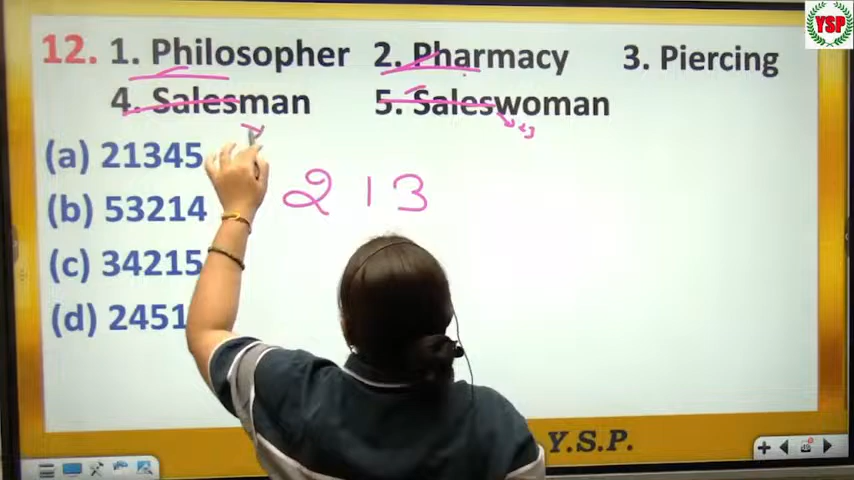 YSP
12. 1. Philosopher 2. Pharmacy 3. Piercing
4. Salesman 5. Saleswoman
(a) 21345
(b) 53214
(c) 34215
(d) 2451
2 1 3
Y.S.P.